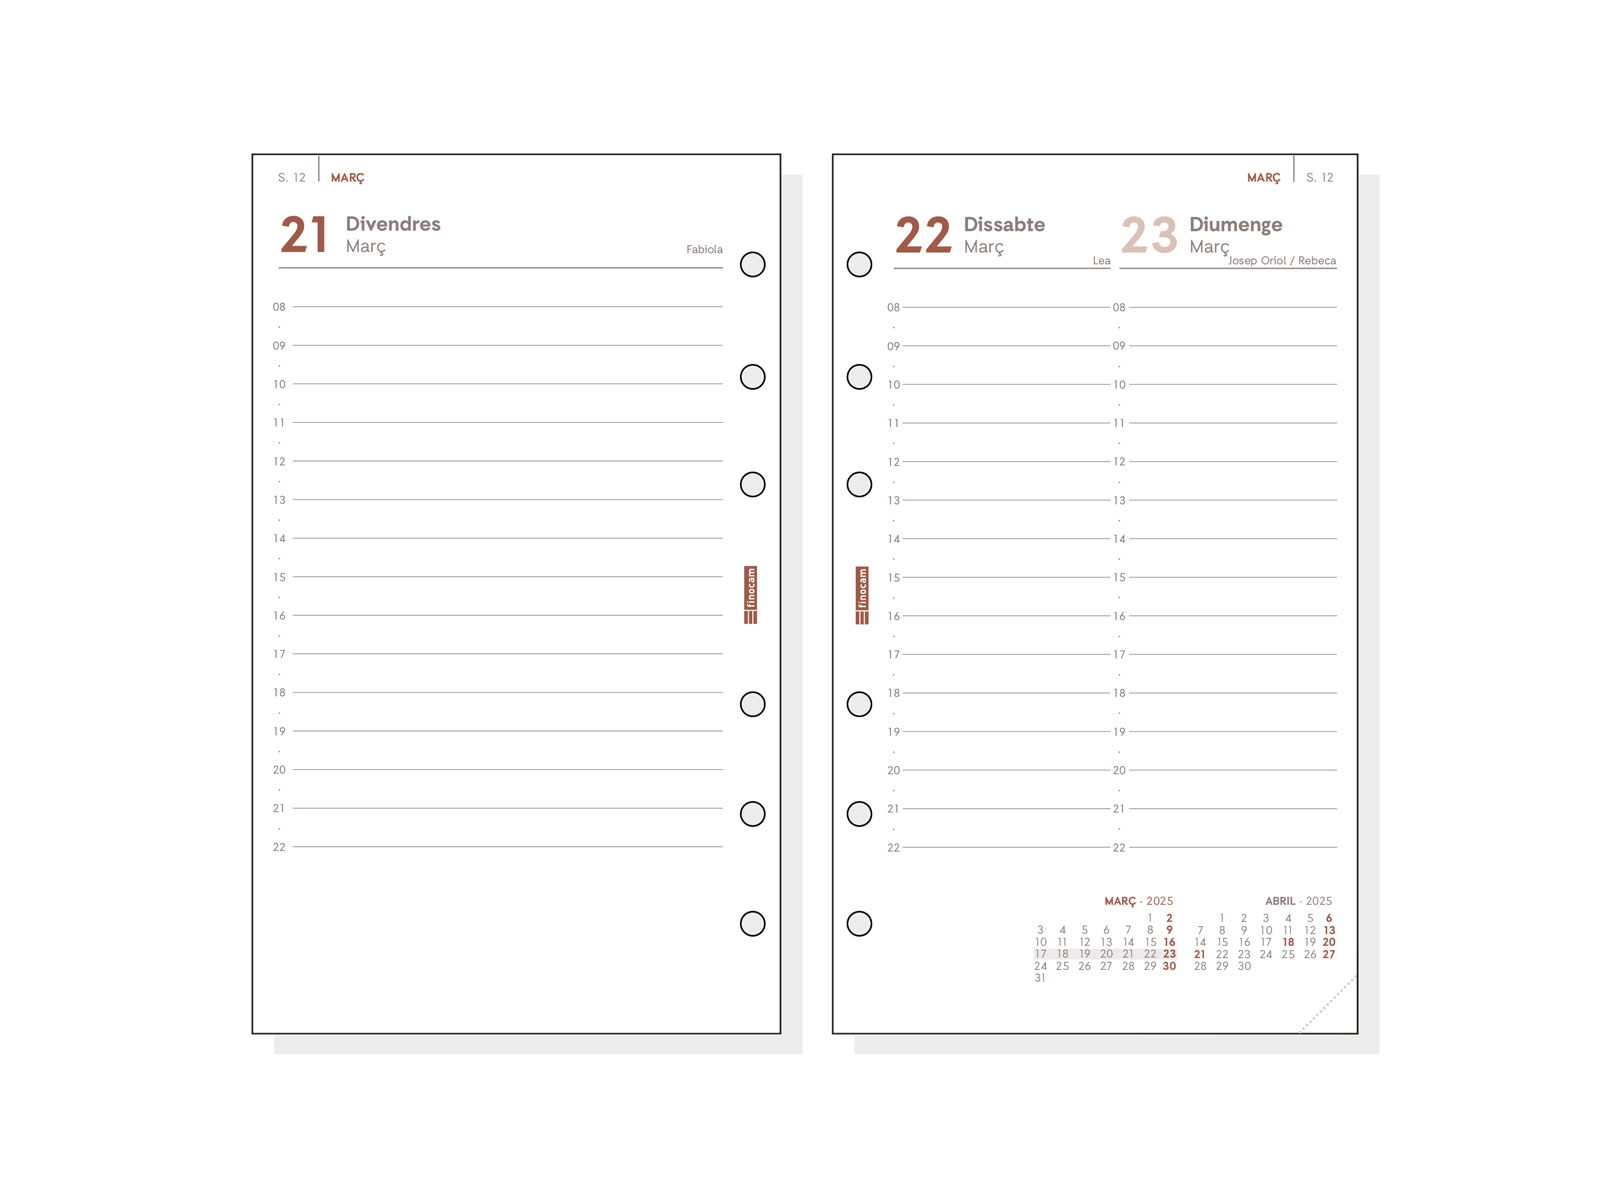 S. 12 MARÇ
21 Divendres
Març
Fabiola
08
09
10
11
12
13
14
15
16
17
18
19
20
21
22
finocam
MARÇ S. 12
22 Dissabte
Març
Lea
23 Diumenge
Març
Josep Oriol / Rebeca
finocam
08 08
09 09
10 10
11 11
12 12
13 13
14 14
15 15
16 16
17 17
18 18
19 19
20 20
21 21
22 22
MARÇ · 2025
1 2
3 4 5 6 7 8 9
10 11 12 13 14 15 16
17 18 19 20 21 22 23
24 25 26 27 28 29 30
31
ABRIL · 2025
1 2 3 4 5 6
7 8 9 10 11 12 13
14 15 16 17 18 19 20
21 22 23 24 25 26 27
28 29 30